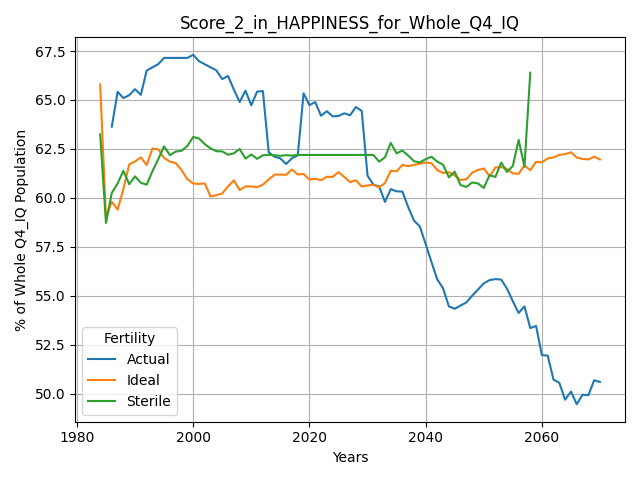 Score_2_in_HAPPINESS_for_Whole_Q4_IQ
% of Whole Q4_IQ Population
67.5
65.0
62.5
60.0
57.5
55.0
52.5
50.0
Fertility
Actual
Ideal
Sterile
1980
2000
2020
2040
2060
Years